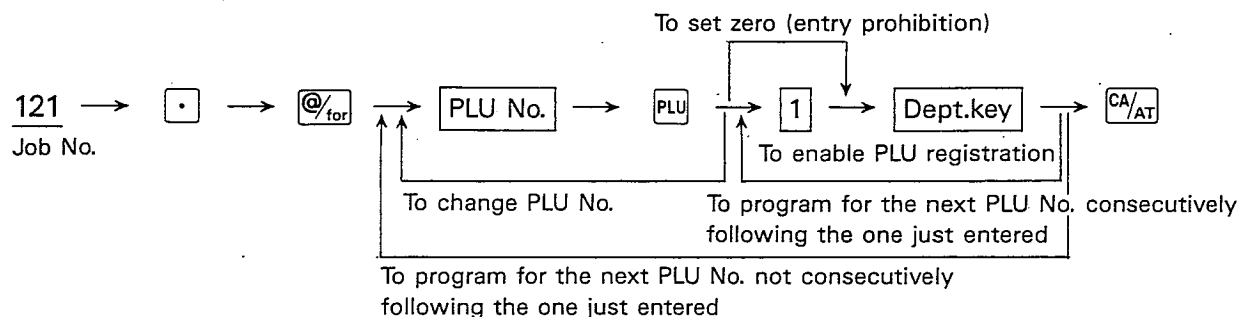 To set zero (entry prohibition)
121 → · → @/for → PLU No. → PLU → 1 → Dept.key → CA/AT
Job No.
To enable PLU registration
To change PLU No.
To program for the next PLU No. consecutively
following the one just entered
To program for the next PLU No. not consecutively
following the one just entered